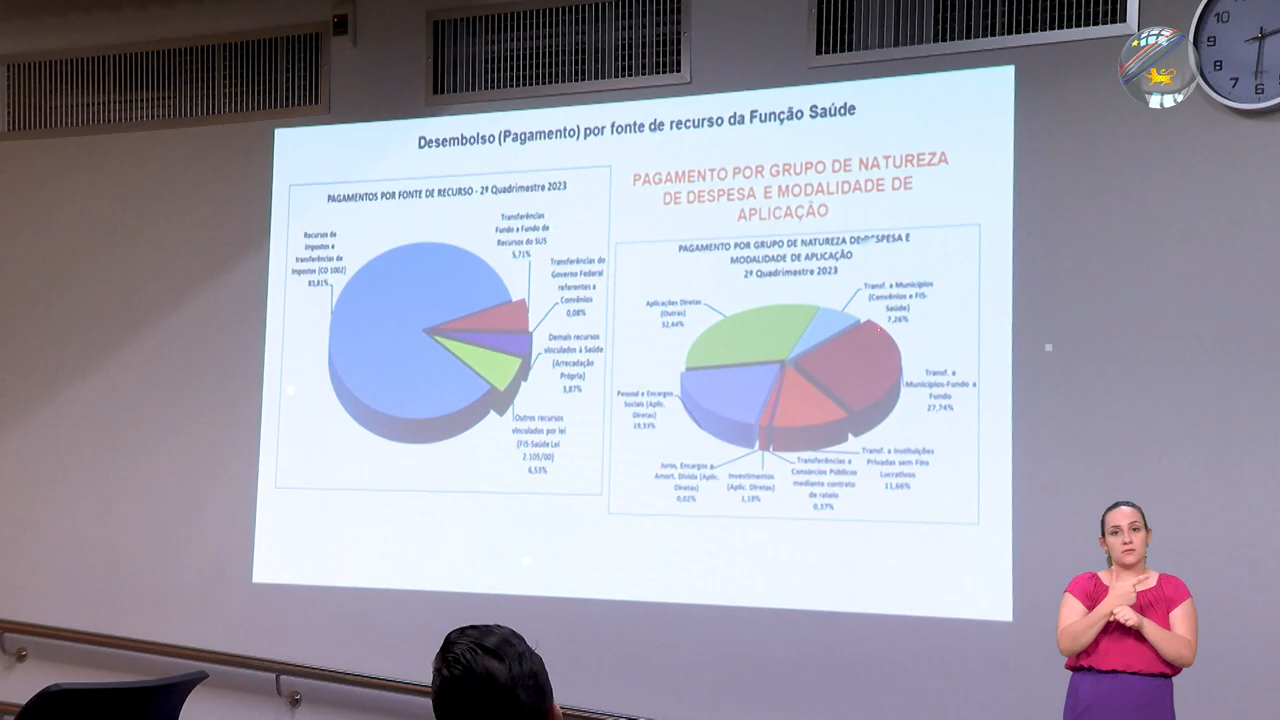 Desembolso (Pagamento) por fonte de recurso da Função Saúde
PAGAMENTOS POR FONTE DE RECURSO - 2º Quadrimestre 2023
Recursos de
Impostos e
transferências de
Impostos (CO 1002)
83,81%
Transferências
Fundo a Fundo de
Recursos do SUS
5,71%
Transferências do
Governo Federal
referentes a
Convênios
0,08%
Demais recursos
vinculados à Saúde
(Arrecadação
Própria)
3,87%
Outros recursos
vinculados por lei
(FIS-Saúde Lei
2.105/00)
6,53%
PAGAMENTO POR GRUPO DE NATUREZA
DE DESPESA E MODALIDADE DE
APLICAÇÃO
PAGAMENTO POR GRUPO DE NATUREZA DE DESPESA E
MODALIDADE DE APLICAÇÃO
2º Quadrimestre 2023
Aplicações Diretas
(Outras)
32,44%
Transf. a Municípios
(Convênios e FIS-
Saúde)
7,26%
Transf. a
Municípios-Fundo a
Fundo
27,74%
Pessoal e Encargos
Sociais (Aplic.
Diretas)
19,33%
Juros, Encargos e
Amort. Dívida (Aplic.
Diretas)
0,02%
Investimentos
(Aplic. Diretas)
1,18%
Transferências a
Consórcios Públicos
mediante contrato
de rateio
0,37%
Transf. a Instituições
Privadas sem Fins
Lucrativos
11,66%
10
9
8
7
6